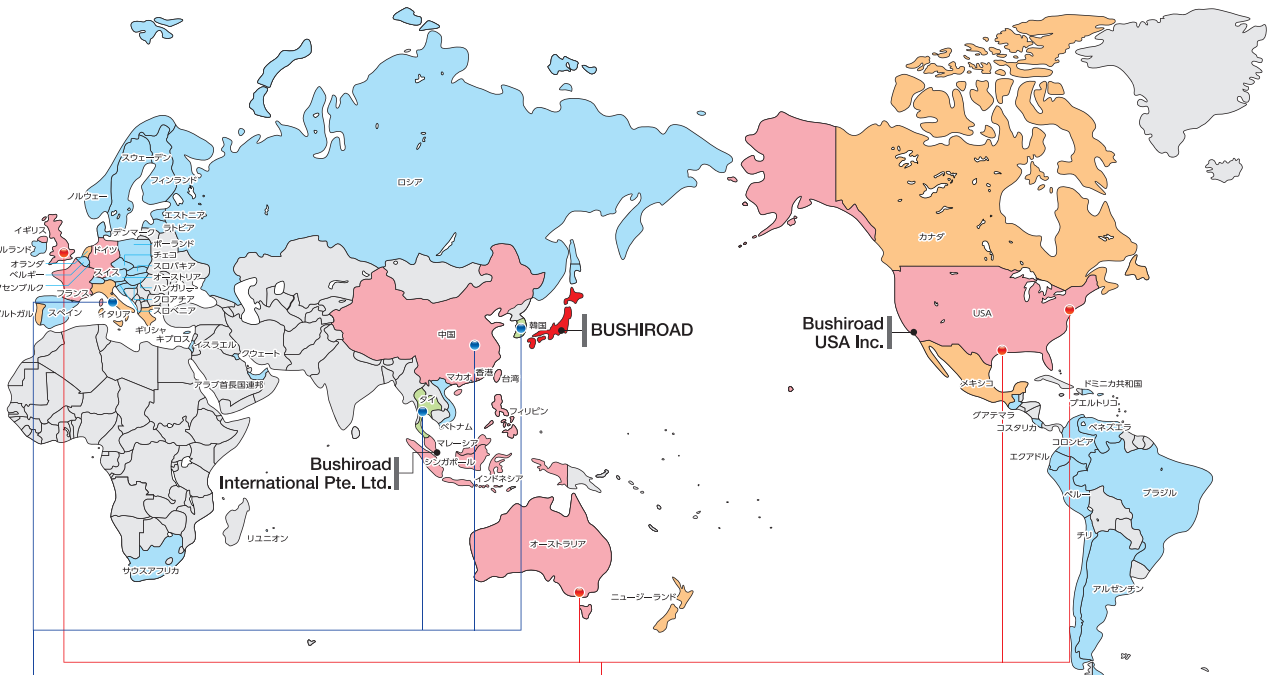 スウェーデン
フィンランド
ノルウェー
ロシア
エストニア
ラトビア
イギリス
デンマーク
カナダ
ルランド
ドイツ
ポーランド
チェコ
オランダ
スロバキア
ベルギー
スイス
オーストリア
センブルク
ハンガリー
フランス
クロアチア
ルトガル
スペイン
イタリア
スロベニア
ギリシャ
キプロス
イスラエル
クウェート
アラブ首長国連邦
中国
韓国
BUSHIROAD
Bushiroad
USA Inc.
USA
マカオ
香港
台湾
タイ
フィリピン
ベトナム
マレーシア
シンガポール
インドネシア
Bushiroad
International Pte. Ltd.
メキシコ
ドミニカ共和国
プエルトリコ
グアテマラ
コスタリカ
ベネズエラ
コロンビア
エクアドル
ペルー
ブラジル
チリ
アルゼンチン
リユニオン
サウスアフリカ
オーストラリア
ニュージーランド